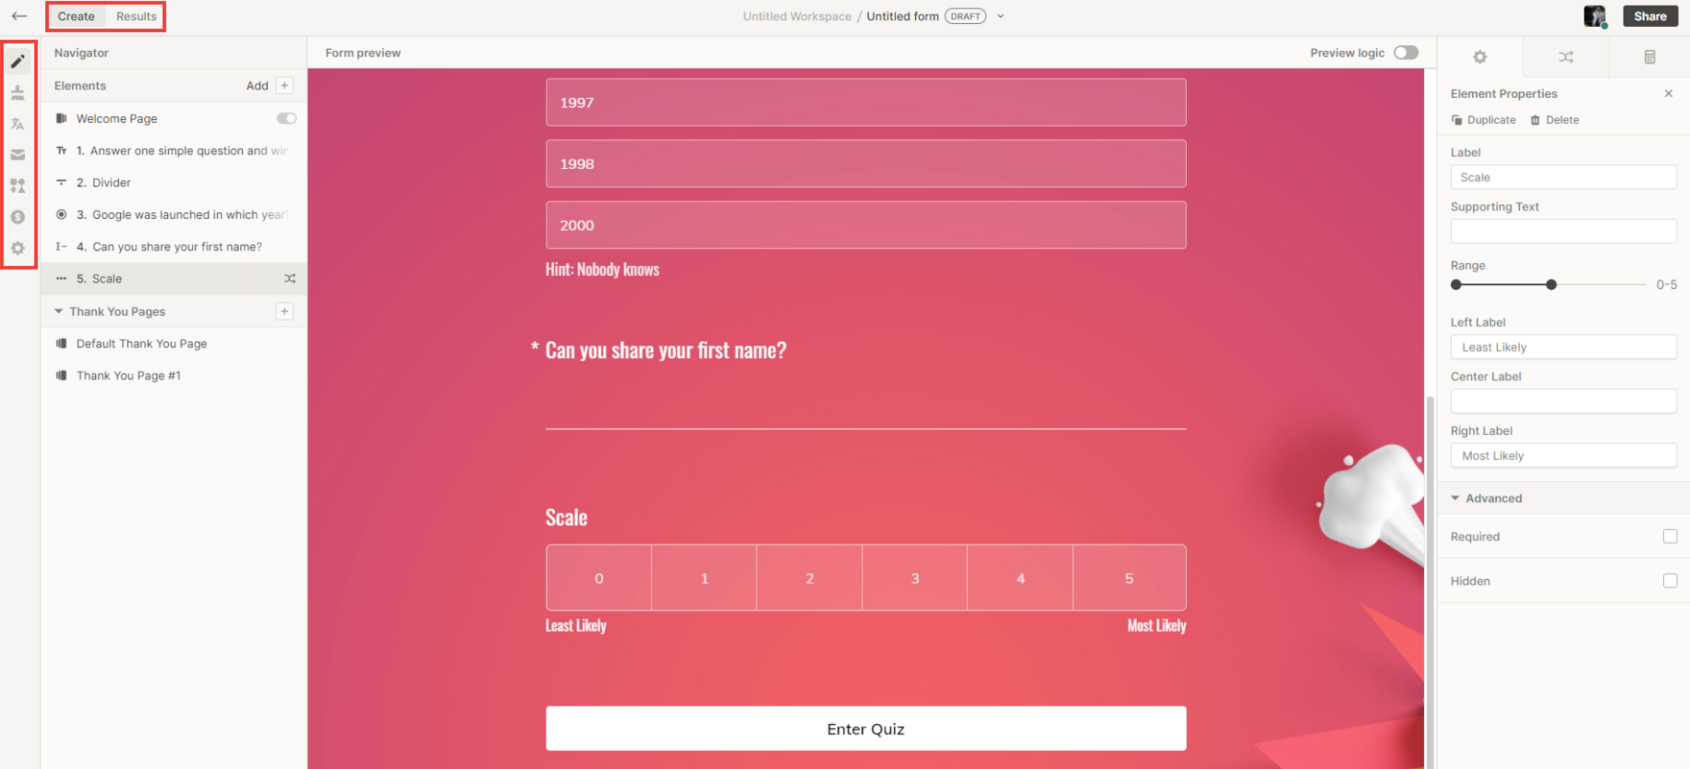 Create Results
Untitled Workspace / Untitled form DRAFT
Share
Navigator
Elements Add +
Welcome Page
1. Answer one simple question and win
2. Divider
3. Google was launched in which year?
4. Can you share your first name?
5. Scale
Thank You Pages +
Default Thank You Page
Thank You Page #1
Form preview
Preview logic
1997
1998
2000
Hint: Nobody knows
* Can you share your first name?
Scale
0 1 2 3 4 5
Least Likely Most Likely
Enter Quiz
Element Properties
Duplicate Delete
Label
Scale
Supporting Text
Range
0-5
Left Label
Least Likely
Center Label
Right Label
Most Likely
Advanced
Required
Hidden